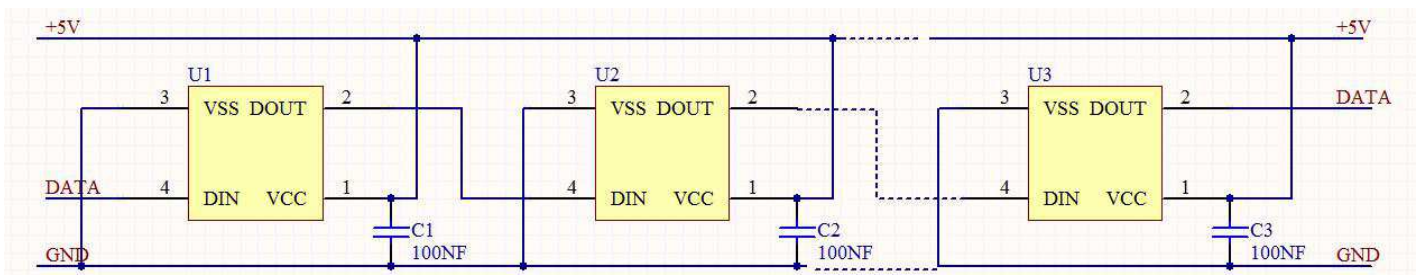 +5V +5V
U1 U2 U3
3 VSS DOUT 2 3 VSS DOUT 2 3 VSS DOUT 2
DATA
DATA 4 DIN VCC 1 4 DIN VCC 1 4 DIN VCC 1
C1 C2 C3
GND 100NF 100NF 100NF GND